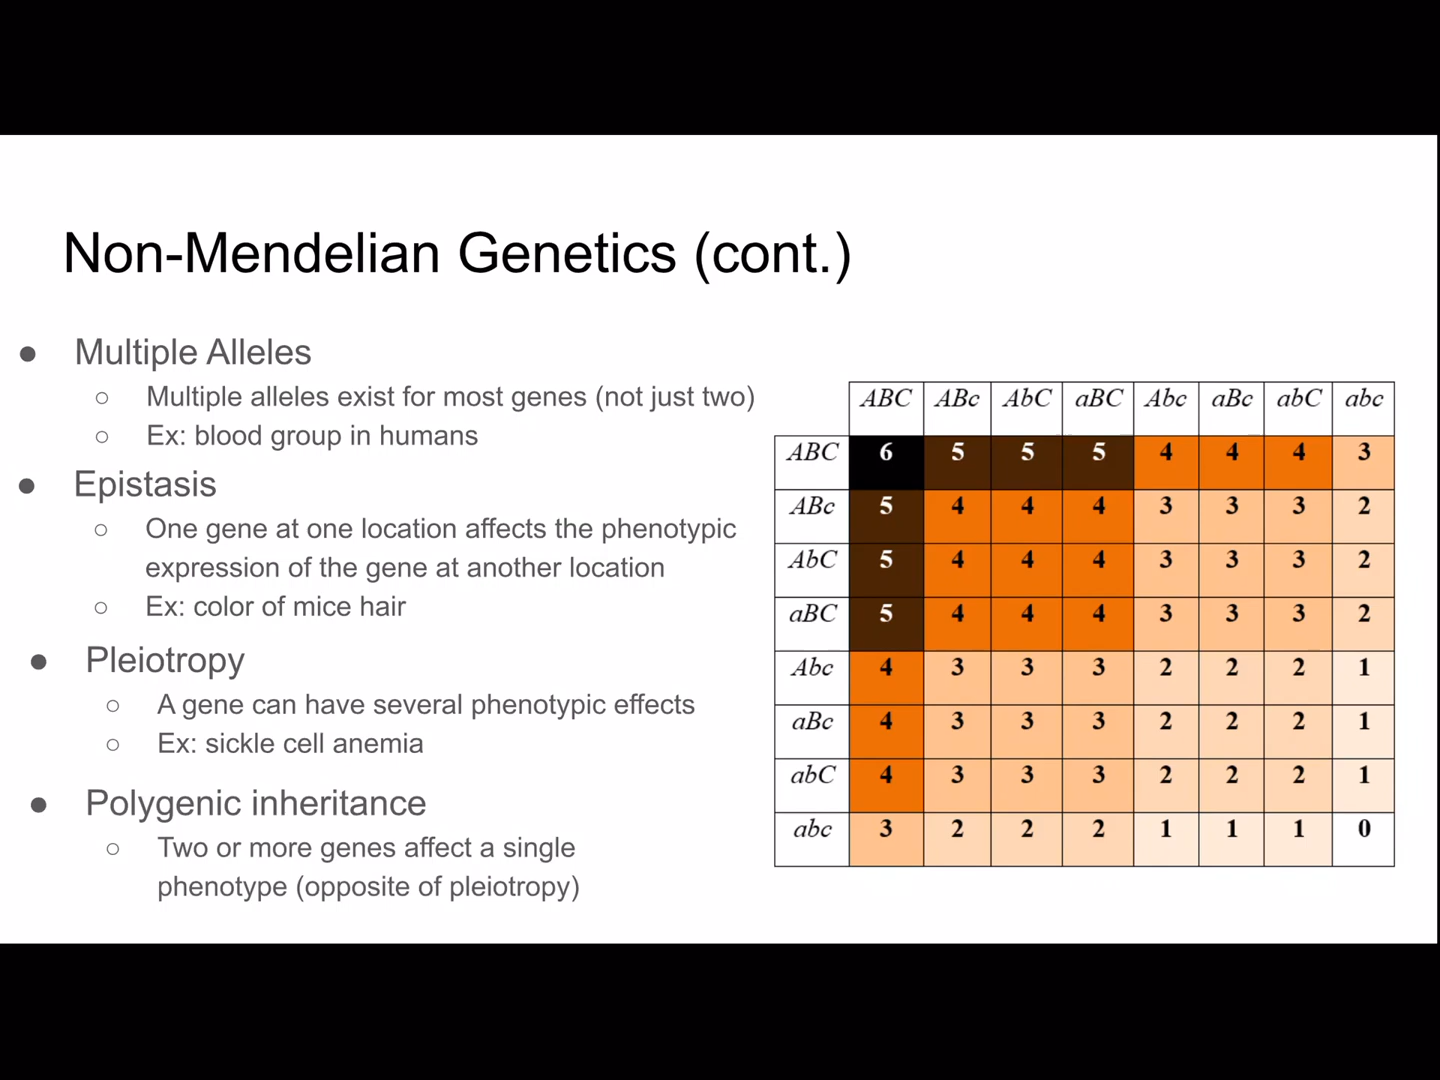 Non-Mendelian Genetics (cont.)
● Multiple Alleles
○ Multiple alleles exist for most genes (not just two)
○ Ex: blood group in humans
● Epistasis
○ One gene at one location affects the phenotypic
expression of the gene at another location
○ Ex: color of mice hair
● Pleiotropy
○ A gene can have several phenotypic effects
○ Ex: sickle cell anemia
● Polygenic inheritance
○ Two or more genes affect a single
phenotype (opposite of pleiotropy)
ABC ABc AbC aBC Abc aBc abC abc
ABC 6 5 5 5 4 4 4 3
ABc 5 4 4 4 3 3 3 2
AbC 5 4 4 4 3 3 3 2
aBC 5 4 4 4 3 3 3 2
Abc 4 3 3 3 2 2 2 1
aBc 4 3 3 3 2 2 2 1
abC 4 3 3 3 2 2 2 1
abc 3 2 2 2 1 1 1 0